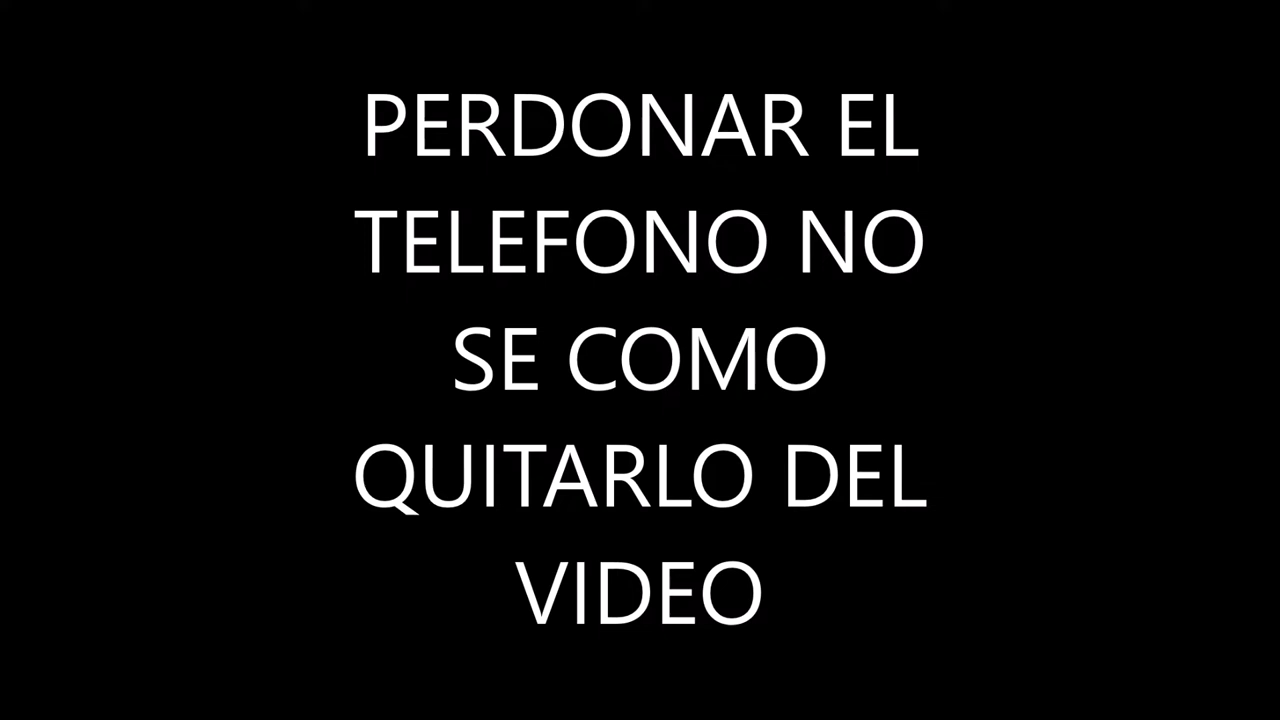 PERDONAR EL
TELEFONO NO
SE COMO
QUITARLO DEL
VIDEO